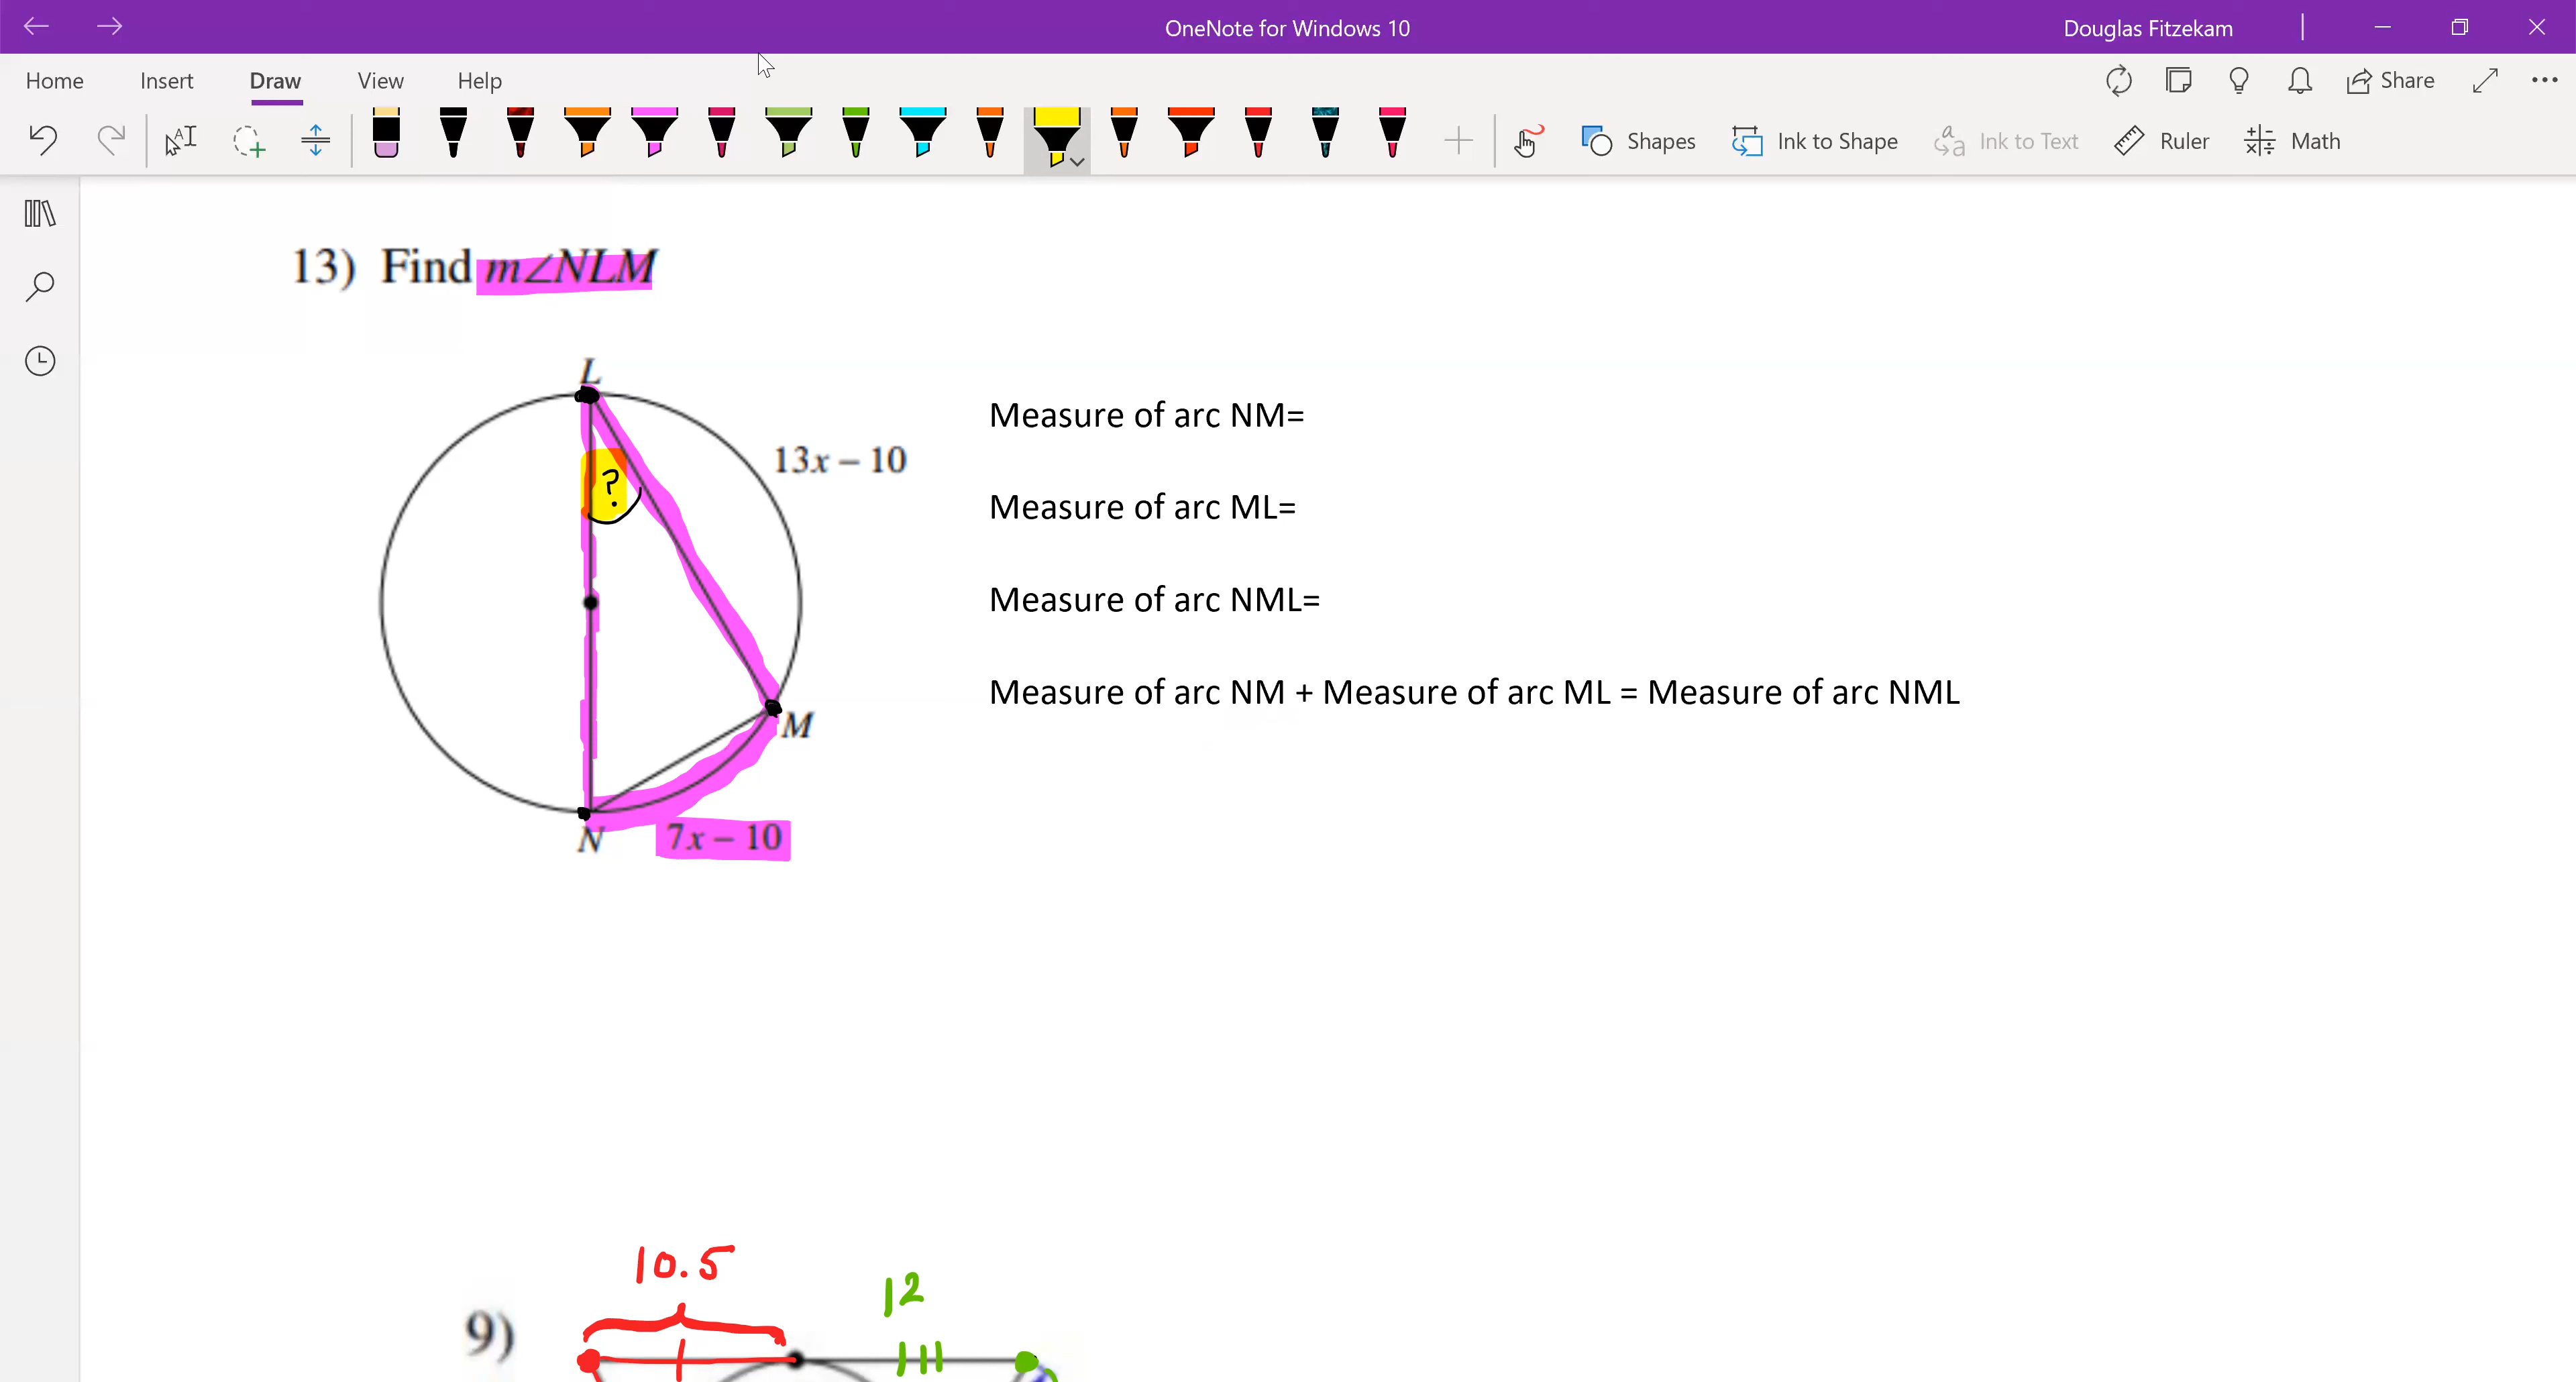 OneNote for Windows 10
Douglas Fitzekam
Home Insert Draw View Help
Share
Shapes Ink to Shape Ink to Text Ruler Math
13) Find m∠NLM
L
13x – 10
?
M
N
7x – 10
Measure of arc NM=
Measure of arc ML=
Measure of arc NML=
Measure of arc NM + Measure of arc ML = Measure of arc NML
10.5
12
9)